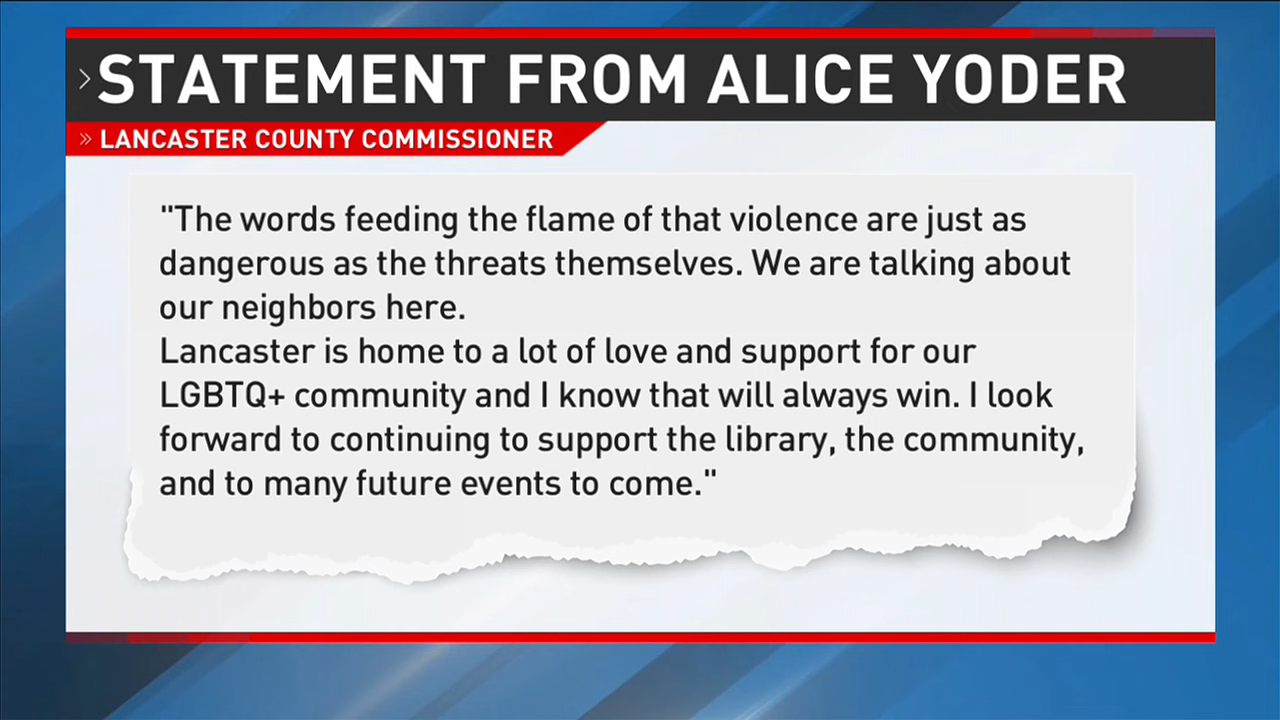 STATEMENT FROM ALICE YODER
LANCASTER COUNTY COMMISSIONER
"The words feeding the flame of that violence are just as
dangerous as the threats themselves. We are talking about
our neighbors here.
Lancaster is home to a lot of love and support for our
LGBTQ+ community and I know that will always win. I look
forward to continuing to support the library, the community,
and to many future events to come."